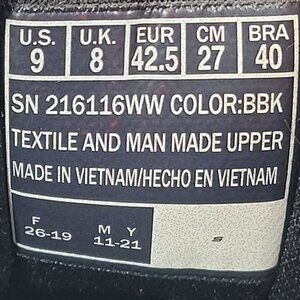 U.S. U.K. EUR CM BRA
9 8 42.5 27 40
SN 216116WW COLOR:BBK
TEXTILE AND MAN MADE UPPER
MADE IN VIETNAM/HECHO EN VIETNAM
F M Y
26-19 11-21
S